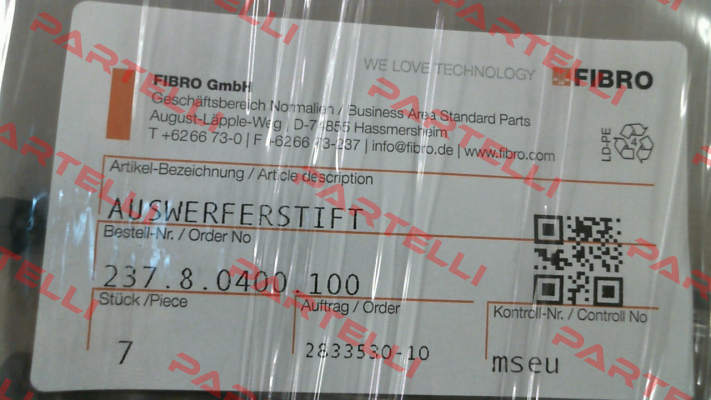 WE LOVE TECHNOLOGY FIBRO
FIBRO GmbH
Geschäftsbereich Normalien / Business Area Standard Parts
August-Läpple-Weg D-74855 Hassmersheim
T +6266 73-0 | F +6266 73-237 | info@fibro.de | www.fibro.com
LD-PE
4
Artikel-Bezeichnung / Article description
AUSWERFERSTIFT
Bestell-Nr. / Order No
237.8.0400.100
Stück /Piece
7
Auftrag / Order
2833530-10
Kontroll-Nr. / Control No
mseu
PARTELLI
PARTELLI
PARTELLI
PARTELLI
PARTELLI
PARTELLI